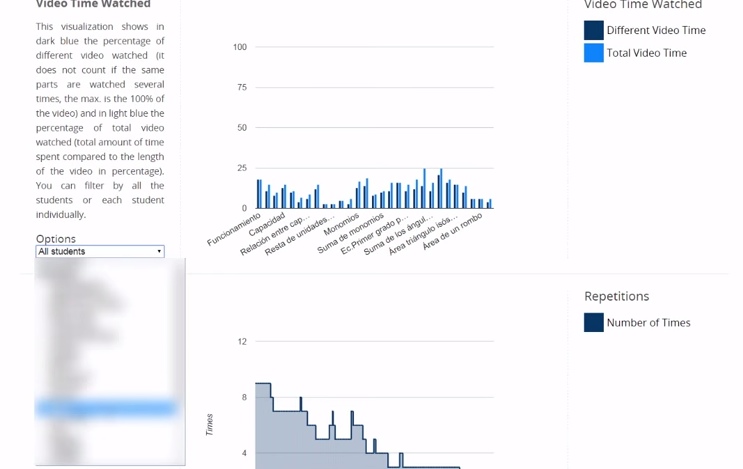 Video Time Watched
This visualization shows in
dark blue the percentage of
different video watched (it
does not count if the same
parts are watched several
times, the max. is the 100% of
the video) and in light blue the
percentage of total video
watched (total amount of time
spent compared to the length
of the video in percentage).
You can filter by all the
students or each student
individually.
Options
All students
100
75
50
25
0
Funcionamiento
Capacidad
Relación entre cap...
Resta de unidades...
Monomios
Suma de monomios
Ec.Primer grado p...
Suma de los ángul...
Área triángulo isós...
Área de un rombo
Video Time Watched
Different Video Time
Total Video Time
12
8
4
Times
Repetitions
Number of Times